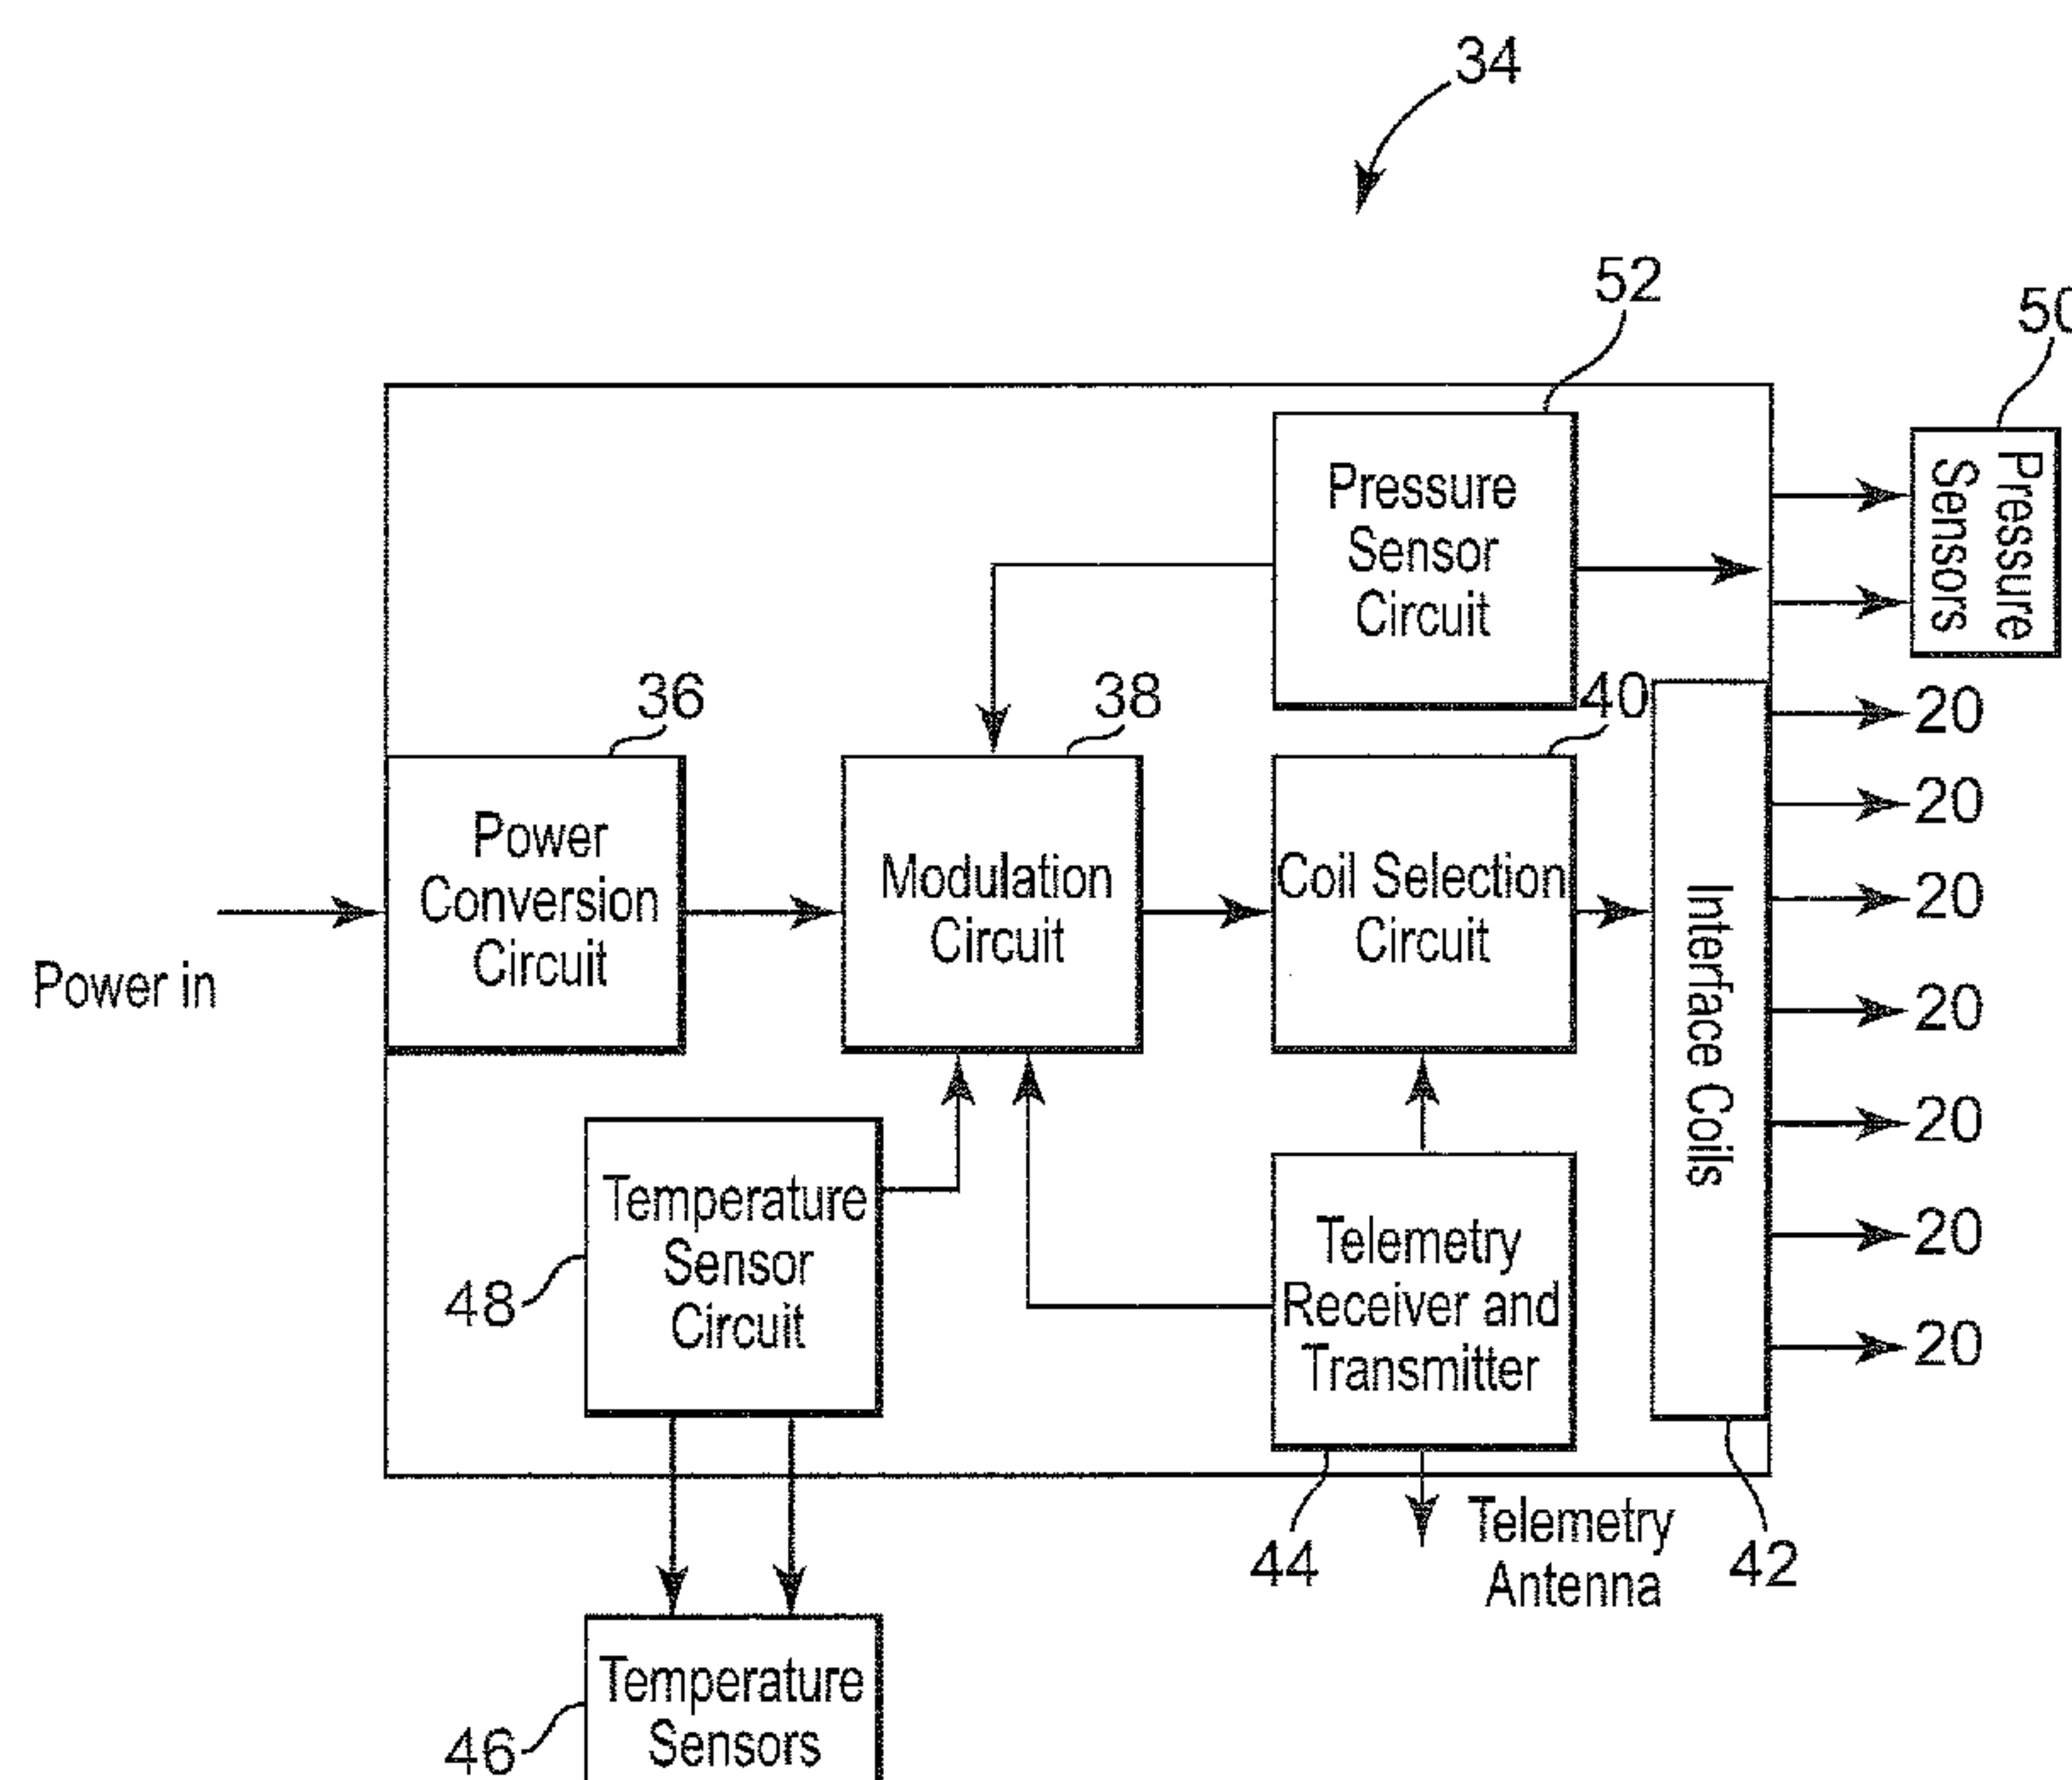 34
52
50
Pressure
Sensor
Circuit
Pressure
Sensors
36
38
40
20
20
Power
Conversion
Circuit
Modulation
Circuit
Coil Selection
Circuit
Interface Coils
20
Power in
20
20
Temperature
Sensor
Circuit
48
Telemetry
Receiver and
Transmitter
20
20
44
Telemetry
Antenna
42
Temperature
Sensors
46